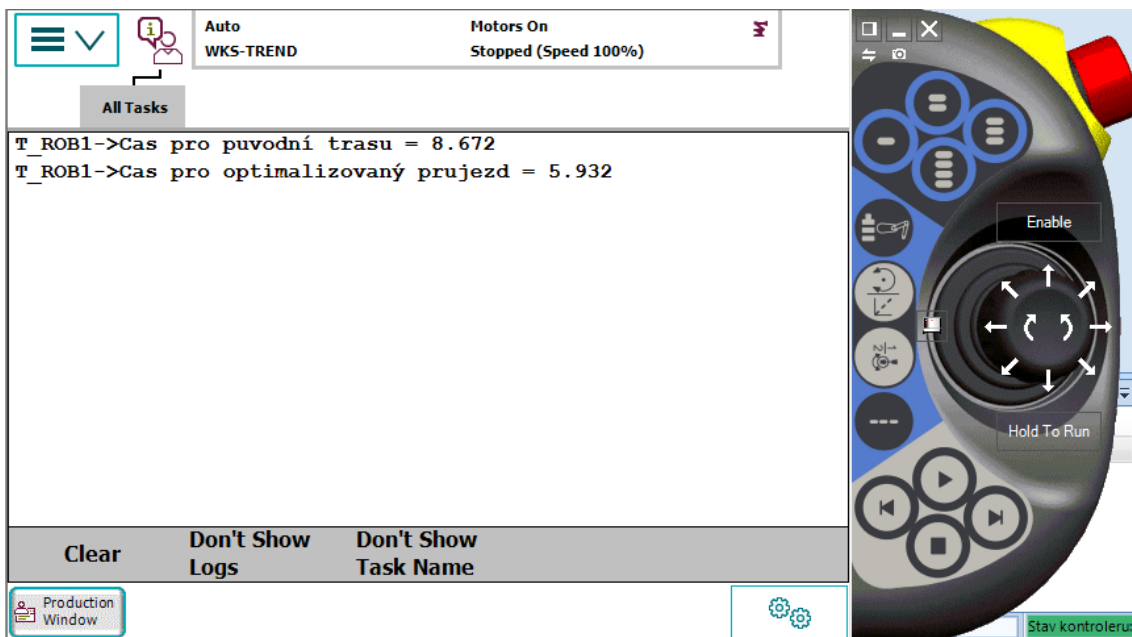 Auto
WKS-TREND
Motors On
Stopped (Speed 100%)
All Tasks
T_ROB1->Cas pro puvodní trasu = 8.672
T_ROB1->Cas pro optimalizovaný prujezd = 5.932
Clear
Don't Show
Logs
Don't Show
Task Name
Production
Window
Enable
1
2
Hold To Run
Stav kontroleru: